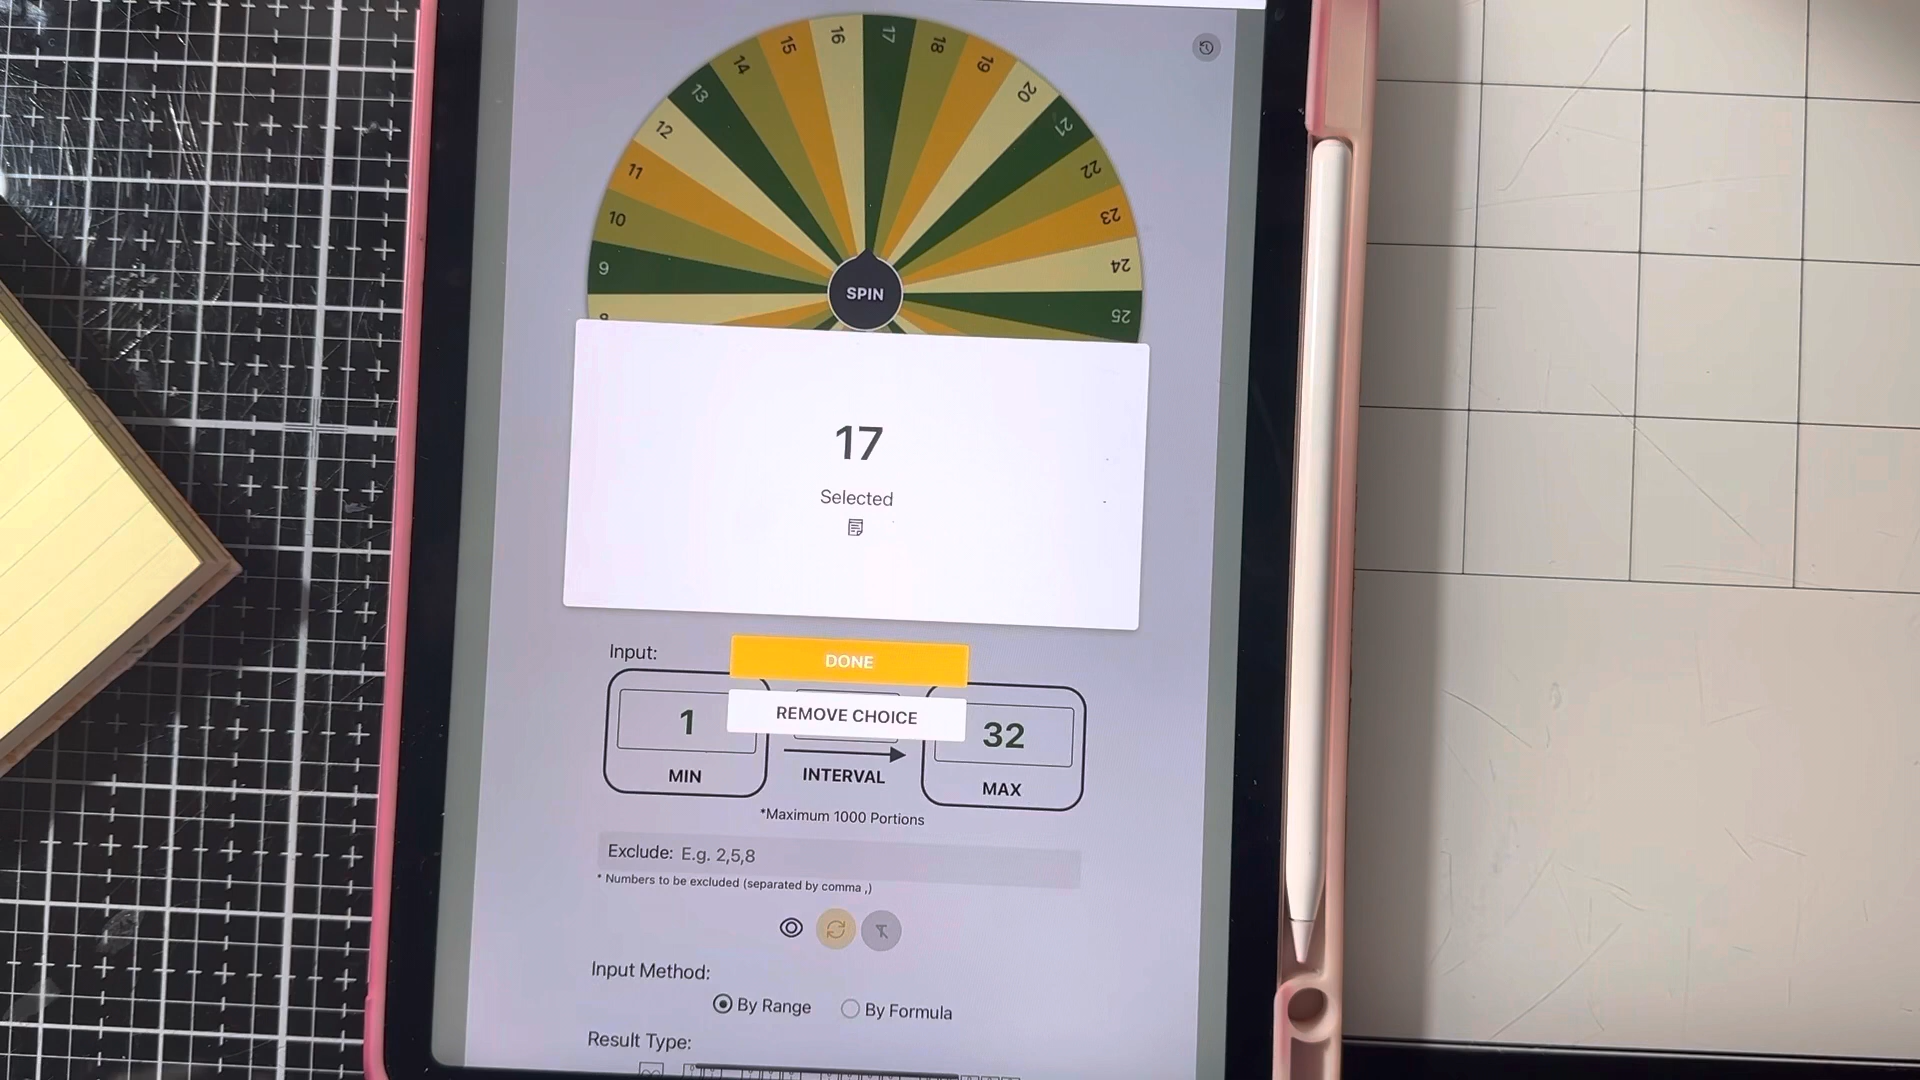 16
17
15
18
14
19
13
20
12
21
11
22
10
23
9
24
SPIN
8
25
17
Selected
Input:
DONE
REMOVE CHOICE
1
32
MIN
INTERVAL
MAX
*Maximum 1000 Portions
Exclude: E.g. 2,5,8
* Numbers to be excluded (separated by comma ,)
Input Method:
By Range
By Formula
Result Type: